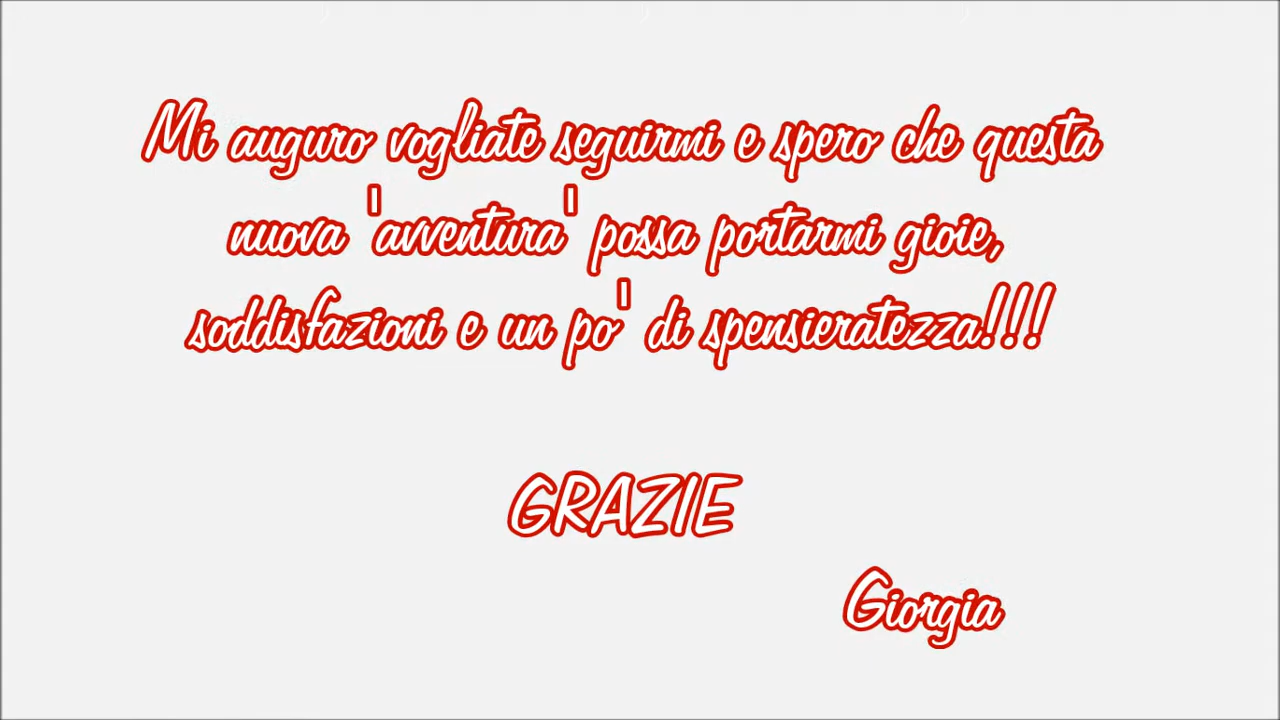 Mi auguro vogliate seguirmi e spero che questa
nuova 'avventura' possa portarmi gioie,
soddisfazioni e un po' di spensieratezza!!!
GRAZIE
Giorgia